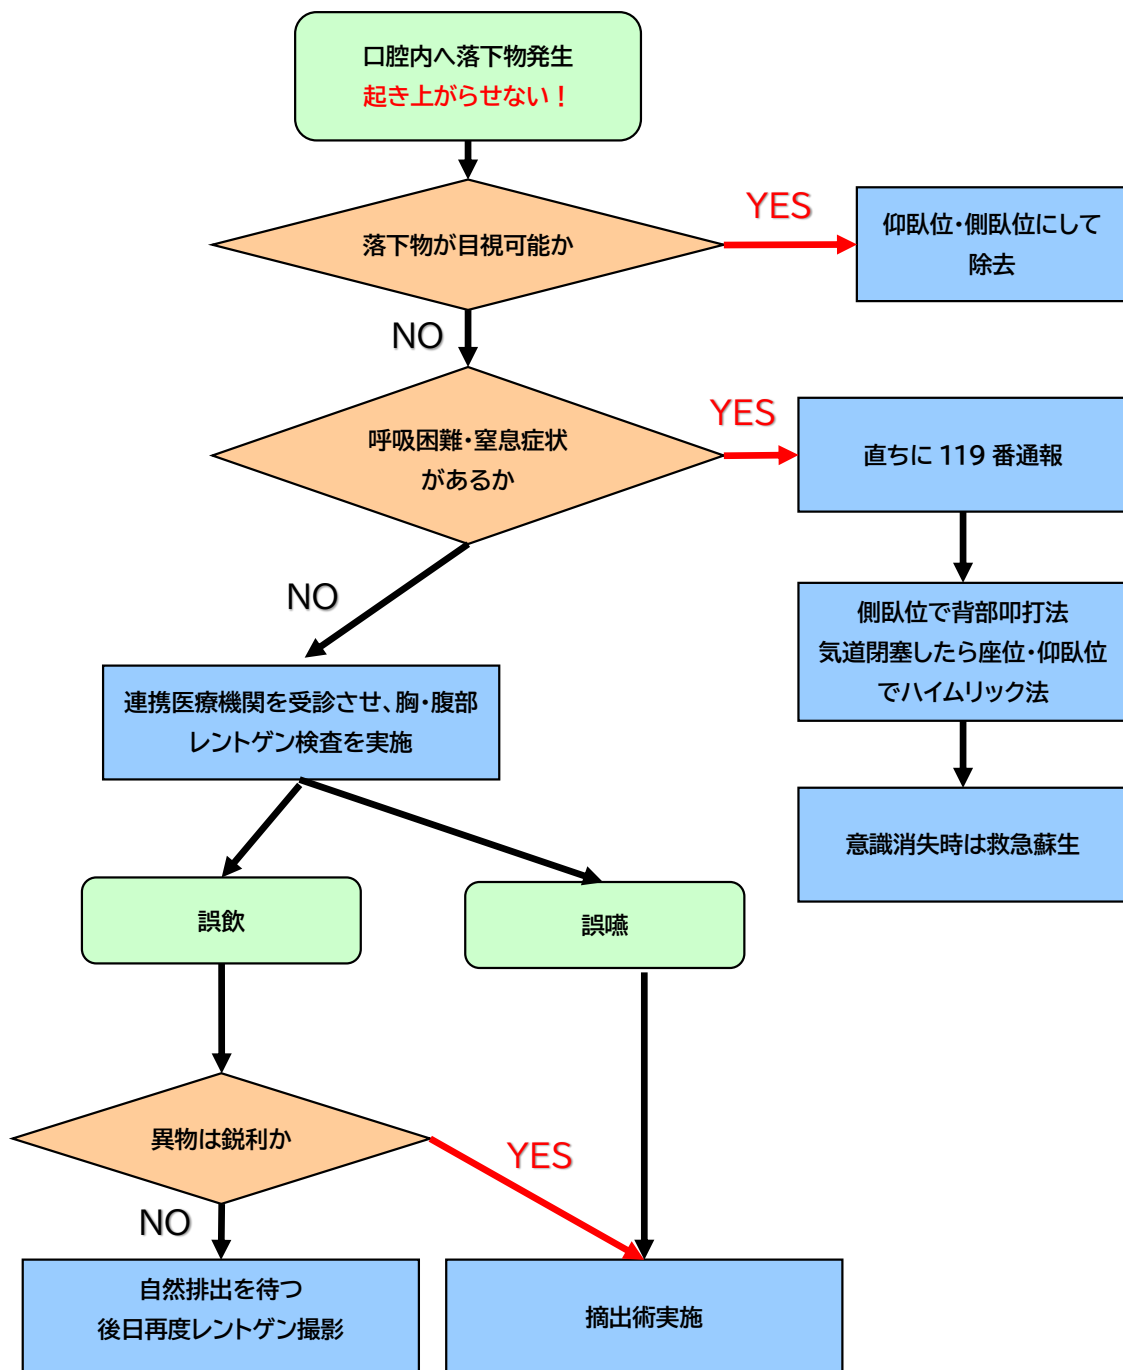 口腔内へ落下物発生
起き上がらせない！
落下物が目視可能か
YES
仰臥位・側臥位にして
除去
NO
呼吸困難・窒息症状
があるか
YES
直ちに 119 番通報
側臥位で背部叩打法
気道閉塞したら座位・仰臥位
でハイムリック法
意識消失時は救急蘇生
NO
連携医療機関を受診させ、胸・腹部
レントゲン検査を実施
誤飲
誤嚥
異物は鋭利か
YES
NO
自然排出を待つ
後日再度レントゲン撮影
摘出術実施